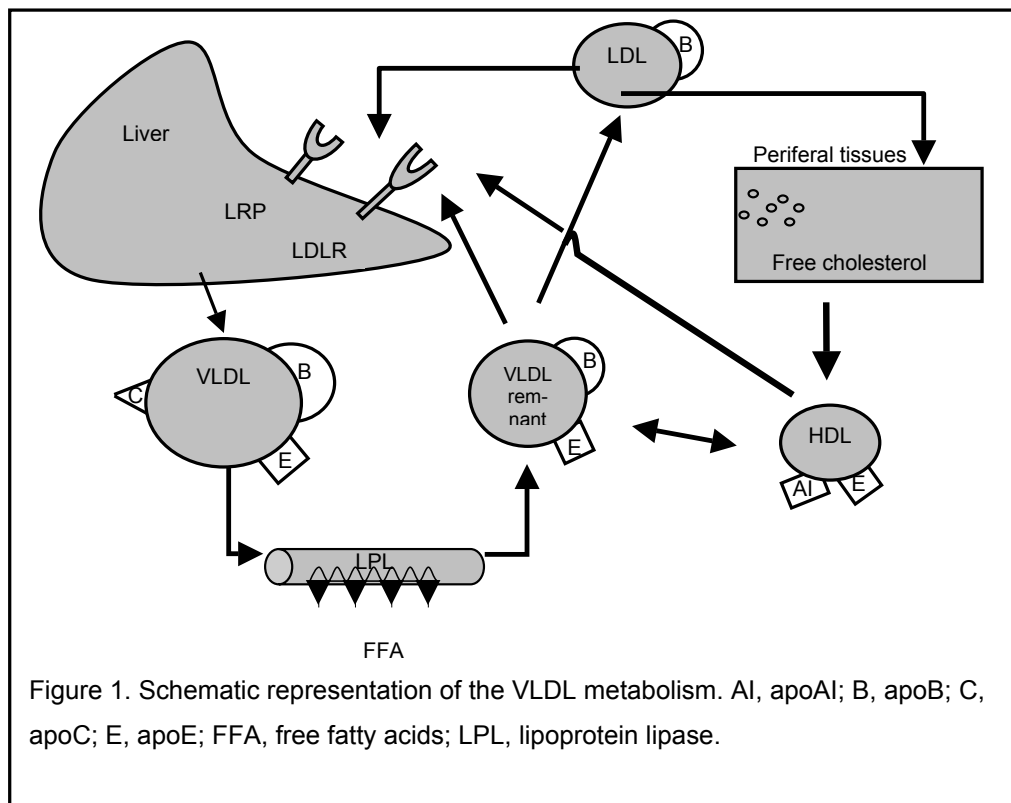 LDL
B
Liver
Periferal tissues
LRP
LDLR
Free cholesterol
VLDL
B
C
E
VLDL
rem-
nant
B
E
HDL
AI
E
LPL
FFA
Figure 1. Schematic representation of the VLDL metabolism. AI, apoAI; B, apoB; C,
apoC; E, apoE; FFA, free fatty acids; LPL, lipoprotein lipase.